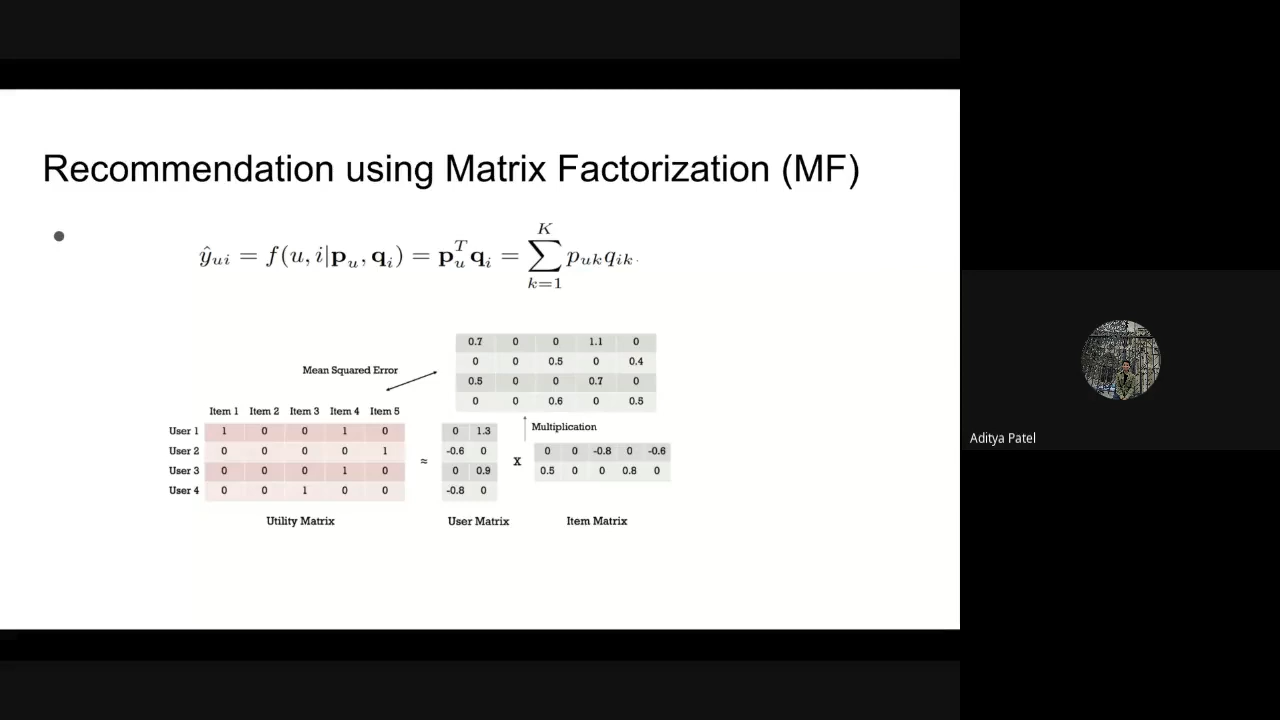 Recommendation using Matrix Factorization (MF)
ŷ_ui = f(u, i|p_u, q_i) = p_u^T q_i = ∑_{k=1}^{K} p_uk q_ik.
0.7 0 0 1.1 0
0 0 0.5 0 0.4
0.5 0 0 0.7 0
0 0 0.6 0 0.5
Mean Squared Error
Multiplication
Item 1 Item 2 Item 3 Item 4 Item 5
User 1 1 0 0 1 0
User 2 0 0 0 0 1
User 3 0 0 0 1 0
User 4 0 0 1 0 0
≈
0 1.3
-0.6 0
0 0.9
-0.8 0
X
0 0 -0.8 0 -0.6
0.5 0 0 0.8 0
Utility Matrix
User Matrix
Item Matrix
Aditya Patel